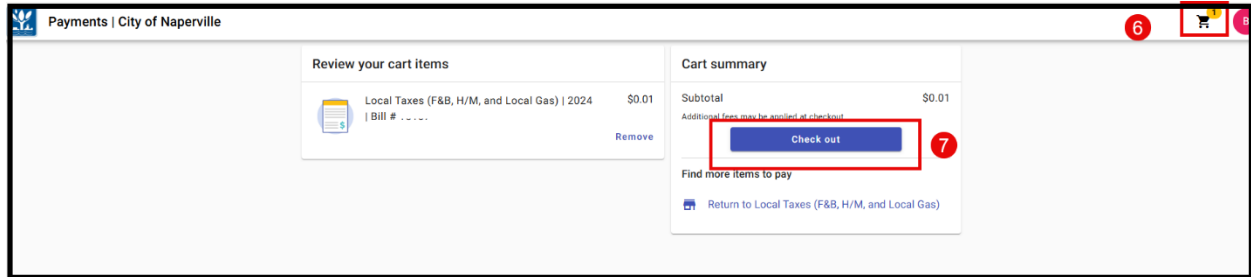 Payments | City of Naperville
1
6
B
Review your cart items
Cart summary
Local Taxes (F&B, H/M, and Local Gas) | 2024
$0.01
| Bill #
Remove
Subtotal
$0.01
Additional fees may be applied at checkout
Check out
7
Find more items to pay
Return to Local Taxes (F&B, H/M, and Local Gas)